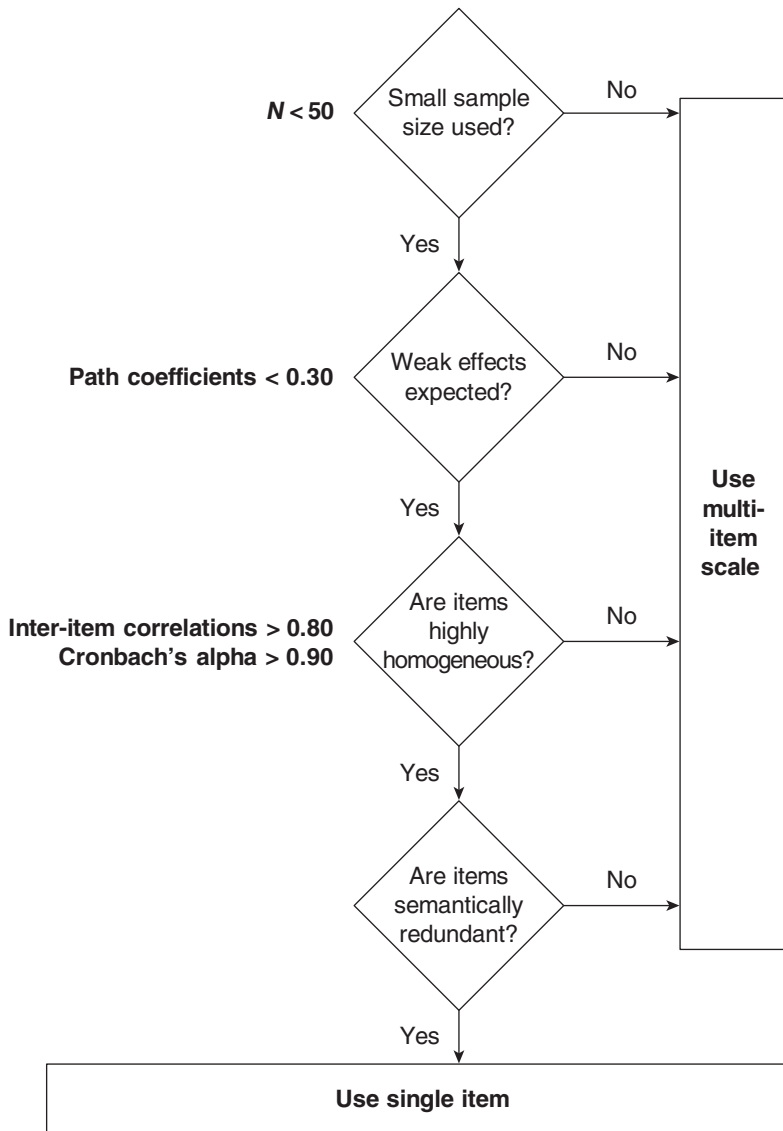 N < 50
Small sample
size used?
No
Yes
Path coefficients < 0.30
Weak effects
expected?
No
Yes
Use
multi-
item
scale
Inter-item correlations > 0.80
Cronbach’s alpha > 0.90
Are items
highly
homogeneous?
No
Yes
Are items
semantically
redundant?
No
Yes
Use single item